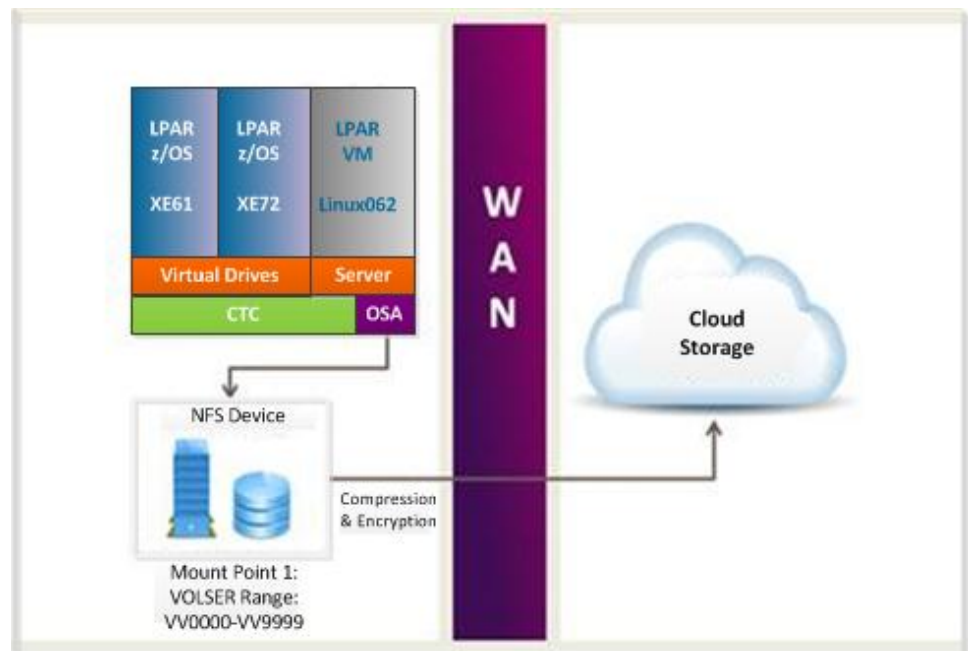 LPAR
z/OS
XE61
LPAR
z/OS
XE72
LPAR
VM
Linux062
Virtual Drives
Server
CTC
OSA
NFS Device
Mount Point 1:
VOLSER Range:
VV0000-VV9999
Compression
& Encryption
W
A
N
Cloud
Storage